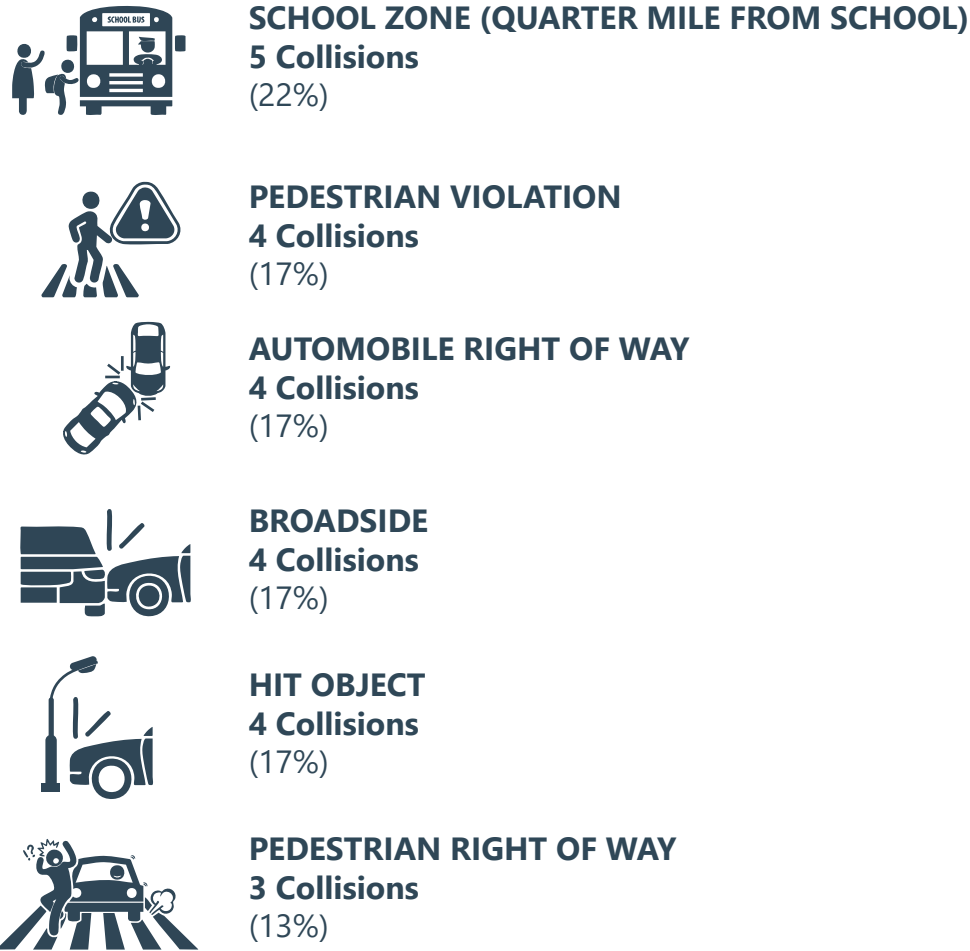 SCHOOL BUS
SCHOOL ZONE (QUARTER MILE FROM SCHOOL)
5 Collisions
(22%)
!
PEDESTRIAN VIOLATION
4 Collisions
(17%)
AUTOMOBILE RIGHT OF WAY
4 Collisions
(17%)
BROADSIDE
4 Collisions
(17%)
HIT OBJECT
4 Collisions
(17%)
!?
PEDESTRIAN RIGHT OF WAY
3 Collisions
(13%)